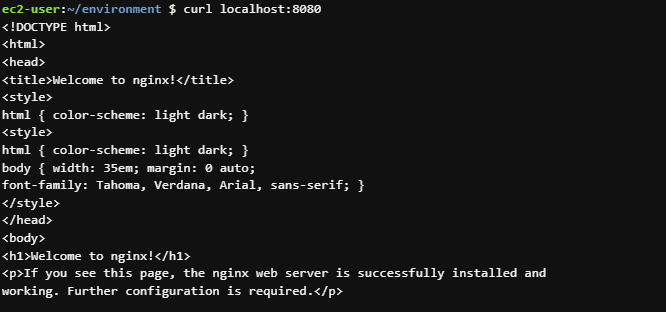 ec2-user:~/environment $ curl localhost:8080
<!DOCTYPE html>
<html>
<head>
<title>Welcome to nginx!</title>
<style>
html { color-scheme: light dark; }
<style>
html { color-scheme: light dark; }
body { width: 35em; margin: 0 auto;
font-family: Tahoma, Verdana, Arial, sans-serif; }
</style>
</head>
<body>
<h1>Welcome to nginx!</h1>
<p>If you see this page, the nginx web server is successfully installed and
working. Further configuration is required.</p>